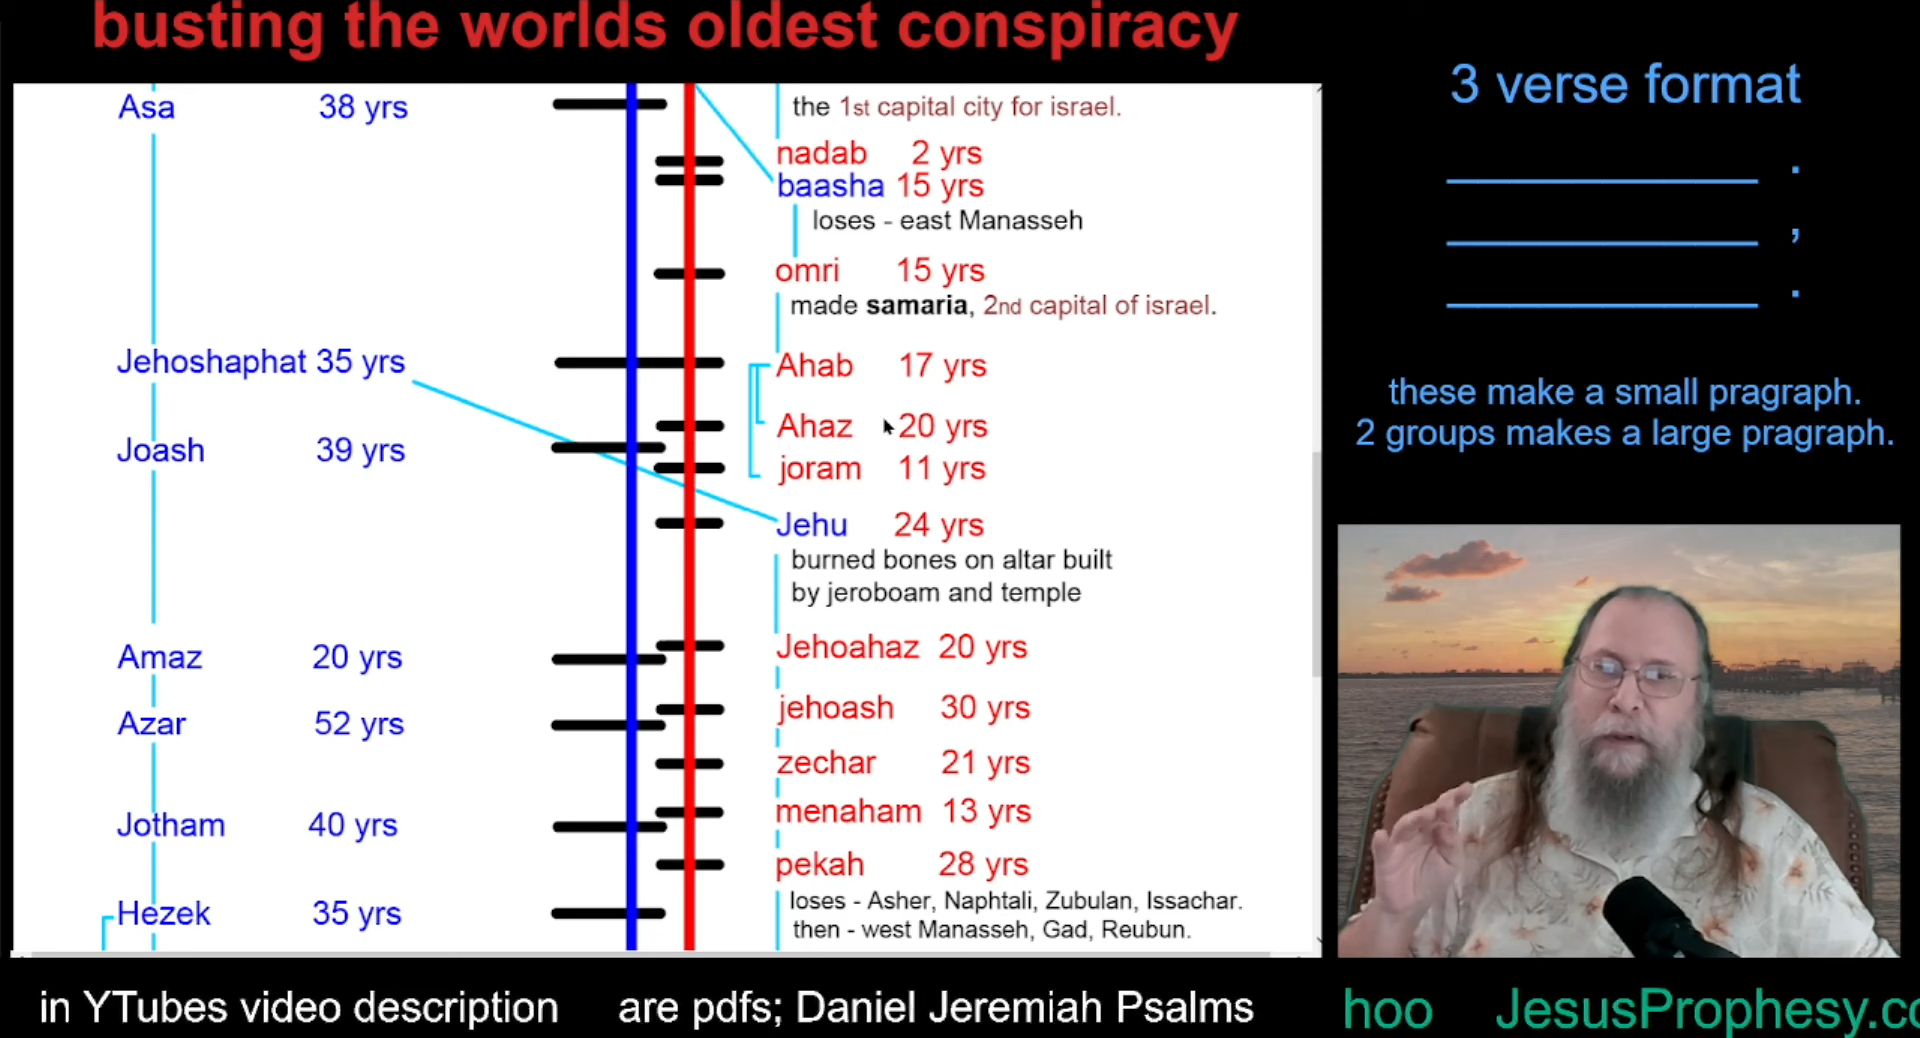 busting the worlds oldest conspiracy
Asa 38 yrs
the 1st capital city for israel.
nadab 2 yrs
baasha 15 yrs
loses - east Manasseh
omri 15 yrs
made samaria, 2nd capital of israel.
Jehoshaphat 35 yrs
Ahab 17 yrs
Ahaz 20 yrs
Joash 39 yrs
joram 11 yrs
Jehu 24 yrs
burned bones on altar built
by jeroboam and temple
Amaz 20 yrs
Jehoahaz 20 yrs
Azar 52 yrs
jehoash 30 yrs
zechar 21 yrs
Jotham 40 yrs
menaham 13 yrs
pekah 28 yrs
Hezek 35 yrs
loses - Asher, Naphtali, Zubulan, Issachar.
then - west Manasseh, Gad, Reubun.
3 verse format
__________ .
__________ ,
__________ .
these make a small pragraph.
2 groups makes a large pragraph.
in YTubes video description are pdfs; Daniel Jeremiah Psalms hoo JesusProphesy.co